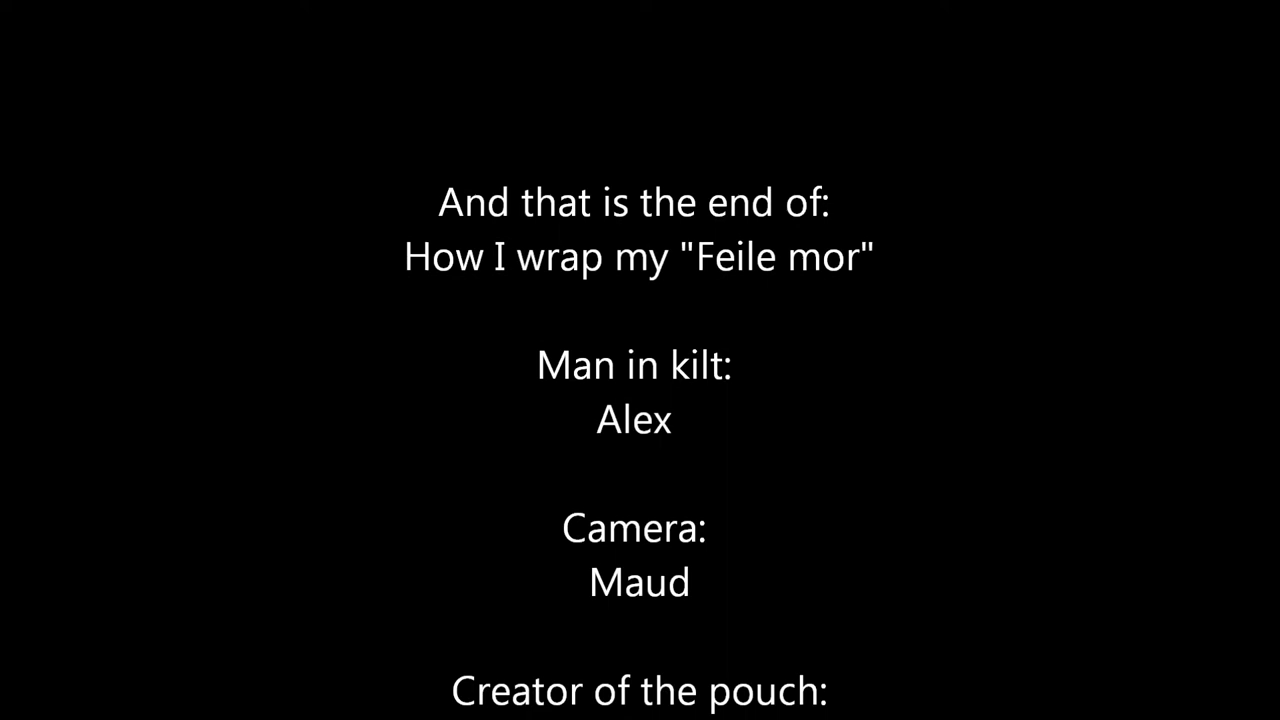 And that is the end of:
How I wrap my "Feile mor"
Man in kilt:
Alex
Camera:
Maud
Creator of the pouch: